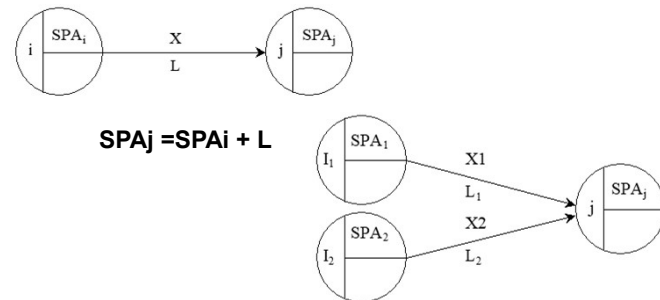 i SPAᵢ X j SPAⱼ
L
SPAj =SPAi + L
I₁ SPA₁ X1
L₁
j SPAⱼ
I₂ SPA₂ X2
L₂